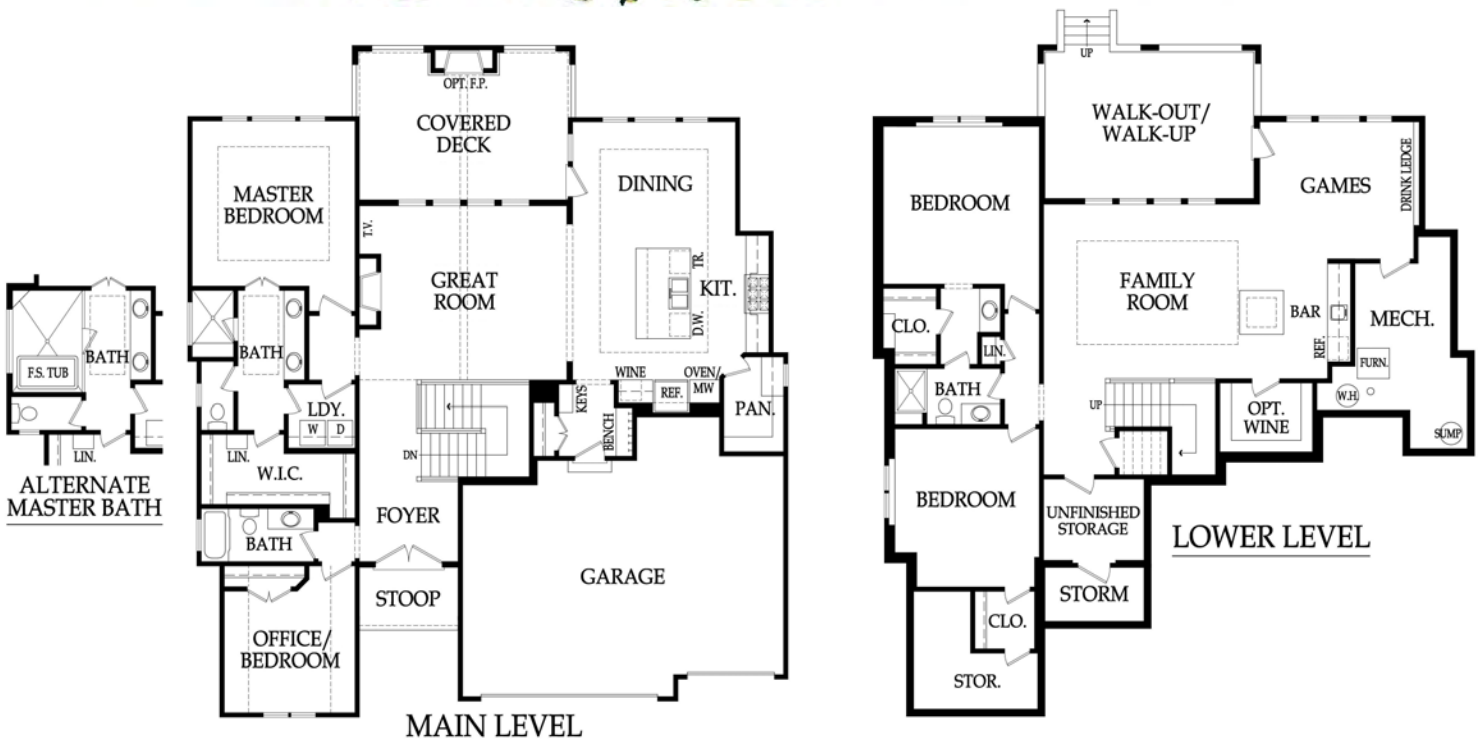 OPT. F.P.
COVERED
DECK
MASTER
BEDROOM
DINING
T.V.
GREAT
ROOM
TR.
KIT.
D.W.
BATH
LDY.
W D
WINE
REF.
OVEN/
MW
PAN.
KEYS
BENCH
DN
LIN.
W.I.C.
FOYER
BATH
GARAGE
STOOP
OFFICE/
BEDROOM
MAIN LEVEL
BATH
F.S. TUB
LIN.
ALTERNATE
MASTER BATH
UP
WALK-OUT/
WALK-UP
BEDROOM
GAMES
DRINK LEDGE
FAMILY
ROOM
BAR
REF.
MECH.
FURN.
W.H.
SUMP
CLO.
LIN.
BATH
UP
OPT.
WINE
BEDROOM
UNFINISHED
STORAGE
STORM
CLO.
STOR.
LOWER LEVEL